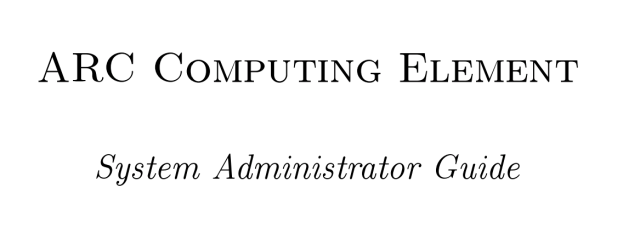 ARC Computing Element
System Administrator Guide